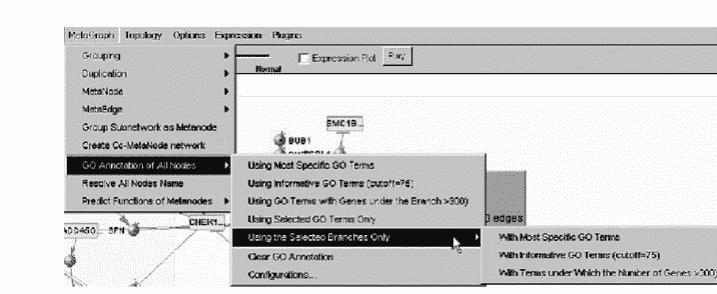 MetaGraph Topology Options Expression Plugins
Grouping
Duplication
MetaNode
MetaEdge
Group Subnetwork as Metanode
Create Co-MetaNode network
GO Annotation of All Nodes
Resolve All Nodes Name
Predict Functions of Metanodes
Normal
Expression Plot Play
SMC1B...
BUB1
Using Most Specific GO Terms
Using Informative GO Terms (cutoff=75)
Using GO Terms with Genes under the Branch >300)
Using Selected GO Terms Only
Using the Selected Branches Only
Clear GO Annotation
Configurations...
edges
With Most Specific GO Terms
With Informative GO Terms (cutoff=75)
With Terms under Which the Number of Genes >300)
CHEK1...
SFN